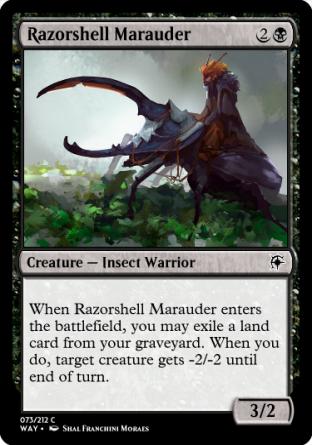 Razorshell Marauder 2
Creature — Insect Warrior
When Razorshell Marauder enters
the battlefield, you may exile a land
card from your graveyard. When you
do, target creature gets -2/-2 until
end of turn.
3/2
073/212 C
WAY • Shal Franchini Moraes